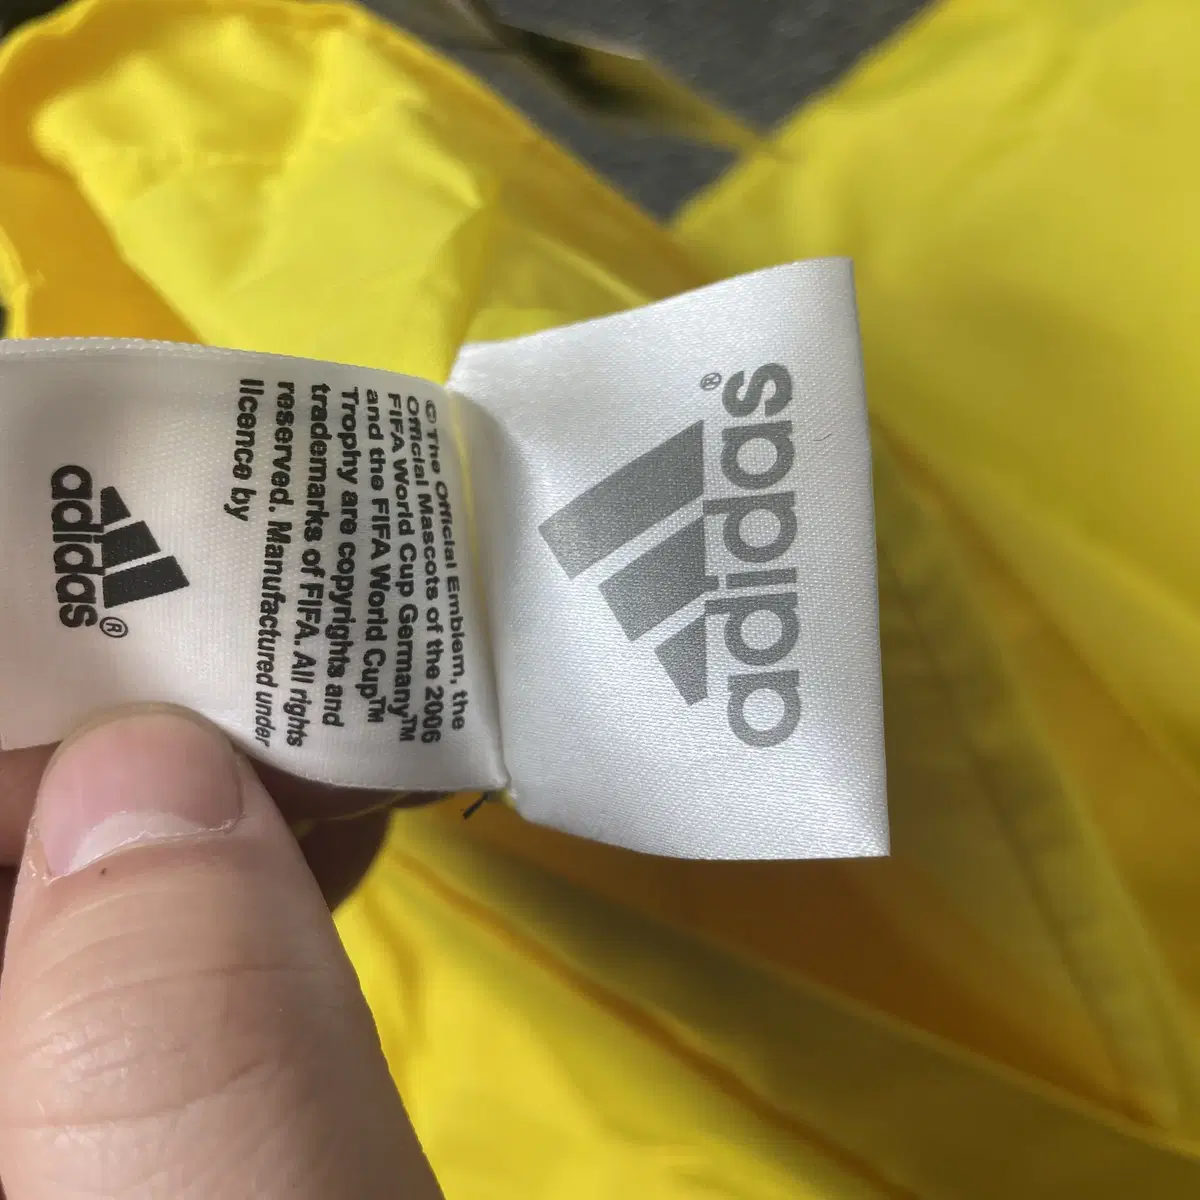 © The Official Emblem, the
Official Mascots of the 2006
FIFA World Cup Germany™
and the FIFA World Cup™
Trophy are copyrights and
trademarks of FIFA. All rights
reserved. Manufactured under
licence by
adidas®
adidas®